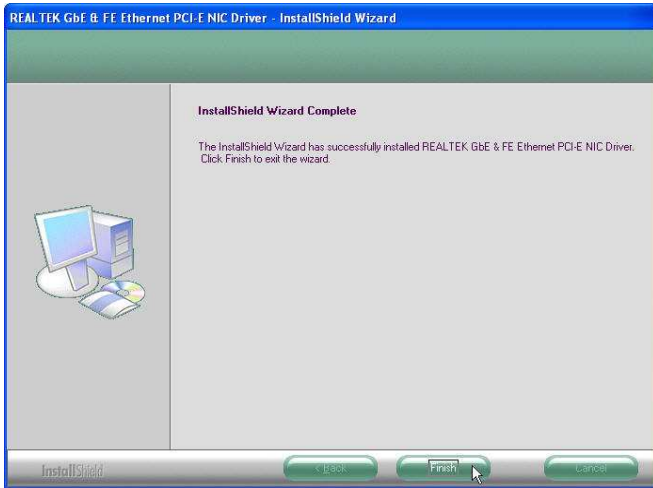 REALTEK GbE & FE Ethernet PCI-E NIC Driver - InstallShield Wizard
InstallShield Wizard Complete
The InstallShield Wizard has successfully installed REALTEK GbE & FE Ethernet PCI-E NIC Driver.
Click Finish to exit the wizard.
InstallShield
< Back
Finish
Cancel